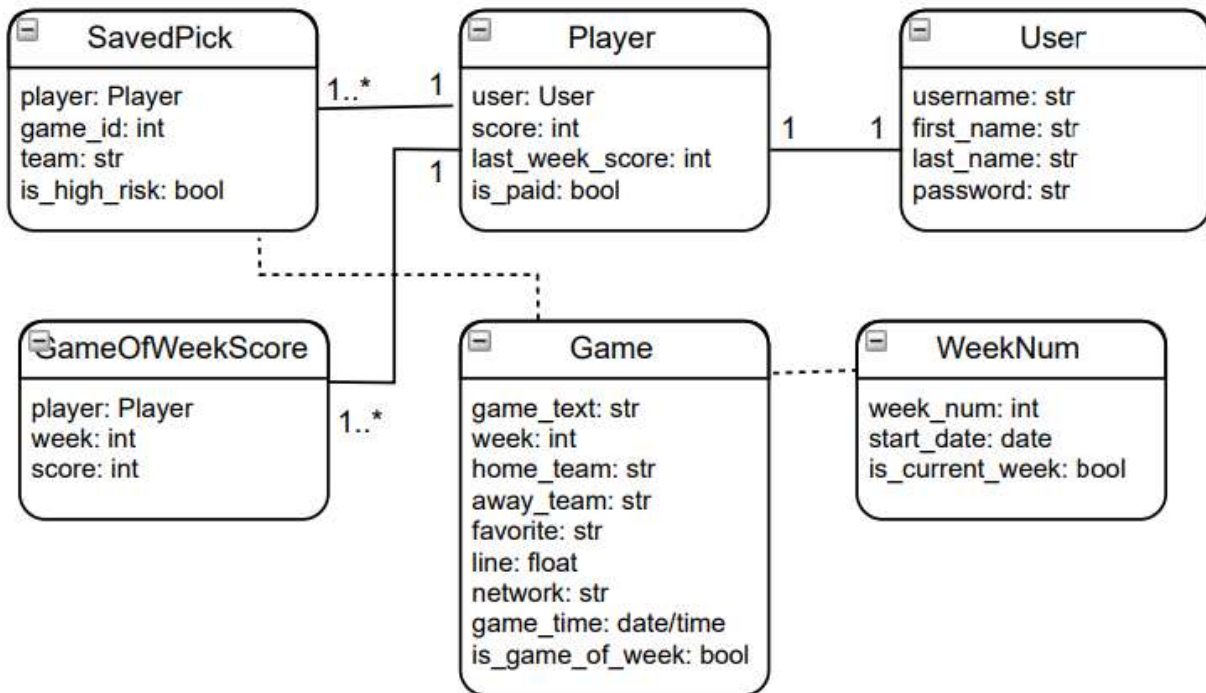 SavedPick
player: Player
game_id: int
team: str
is_high_risk: bool
1..*
1
Player
user: User
score: int
last_week_score: int
is_paid: bool
1
1
1
User
username: str
first_name: str
last_name: str
password: str
GameOfWeekScore
player: Player
week: int
score: int
1..*
Game
game_text: str
week: int
home_team: str
away_team: str
favorite: str
line: float
network: str
game_time: date/time
is_game_of_week: bool
WeekNum
week_num: int
start_date: date
is_current_week: bool